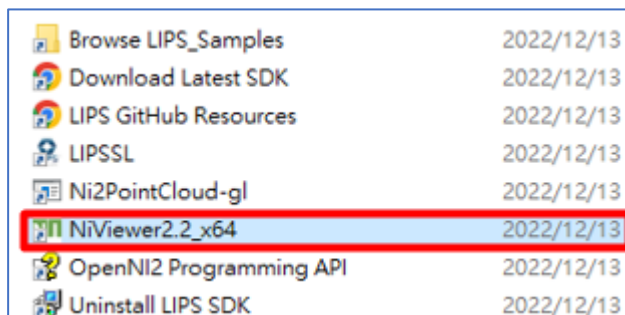 Browse LIPS_Samples 2022/12/13
Download Latest SDK 2022/12/13
LIPS GitHub Resources 2022/12/13
LIPSSL 2022/12/13
Ni2PointCloud-gl 2022/12/13
NiViewer2.2_x64 2022/12/13
OpenNI2 Programming API 2022/12/13
Uninstall LIPS SDK 2022/12/13